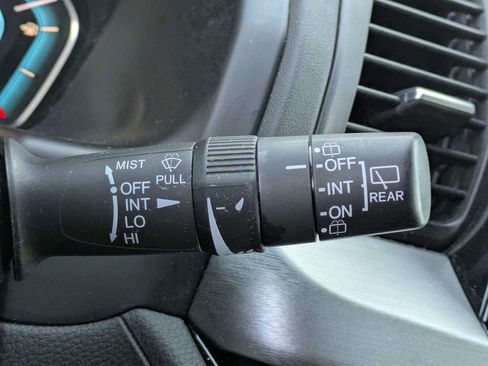 MIST
PULL
OFF
INT
LO
HI
OFF
INT
REAR
ON